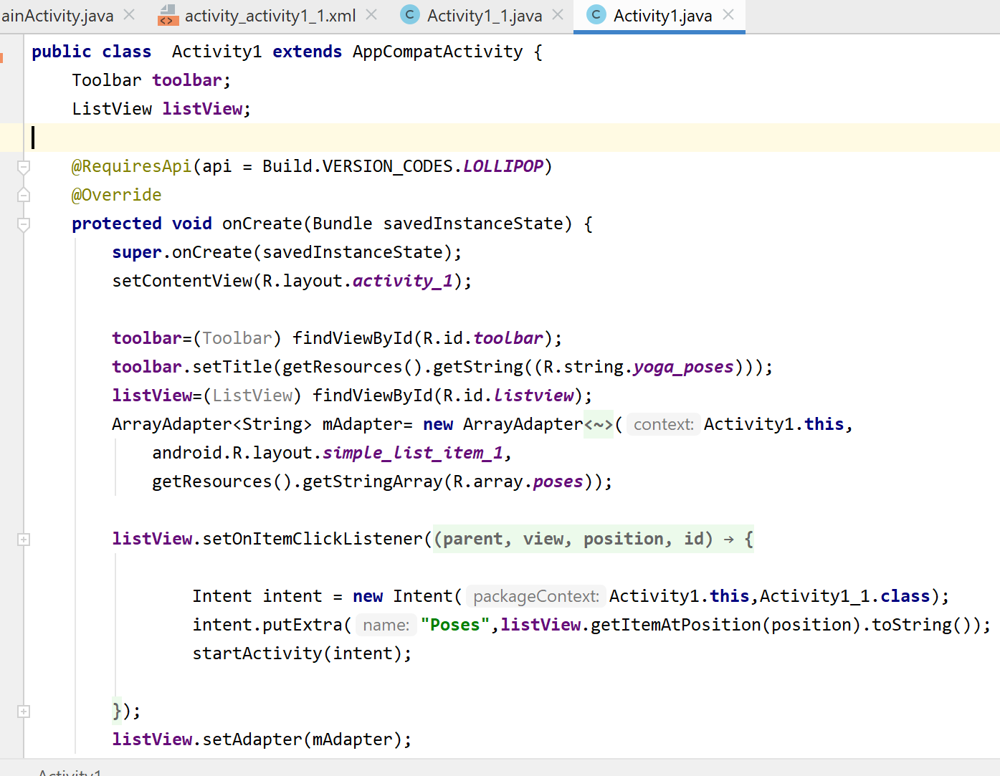 ainActivity.java activity_activity1_1.xml Activity1_1.java Activity1.java
public class Activity1 extends AppCompatActivity {
Toolbar toolbar;
ListView listView;
@RequiresApi(api = Build.VERSION_CODES.LOLLIPOP)
@Override
protected void onCreate(Bundle savedInstanceState) {
super.onCreate(savedInstanceState);
setContentView(R.layout.activity_1);
toolbar=(Toolbar) findViewById(R.id.toolbar);
toolbar.setTitle(getResources().getString((R.string.yoga_poses)));
listView=(ListView) findViewById(R.id.listview);
ArrayAdapter<String> mAdapter= new ArrayAdapter<~>( context: Activity1.this,
android.R.layout.simple_list_item_1,
getResources().getStringArray(R.array.poses));
listView.setOnItemClickListener((parent, view, position, id) → {
Intent intent = new Intent( packageContext: Activity1.this,Activity1_1.class);
intent.putExtra( name: "Poses",listView.getItemAtPosition(position).toString());
startActivity(intent);
});
listView.setAdapter(mAdapter);
Activity1